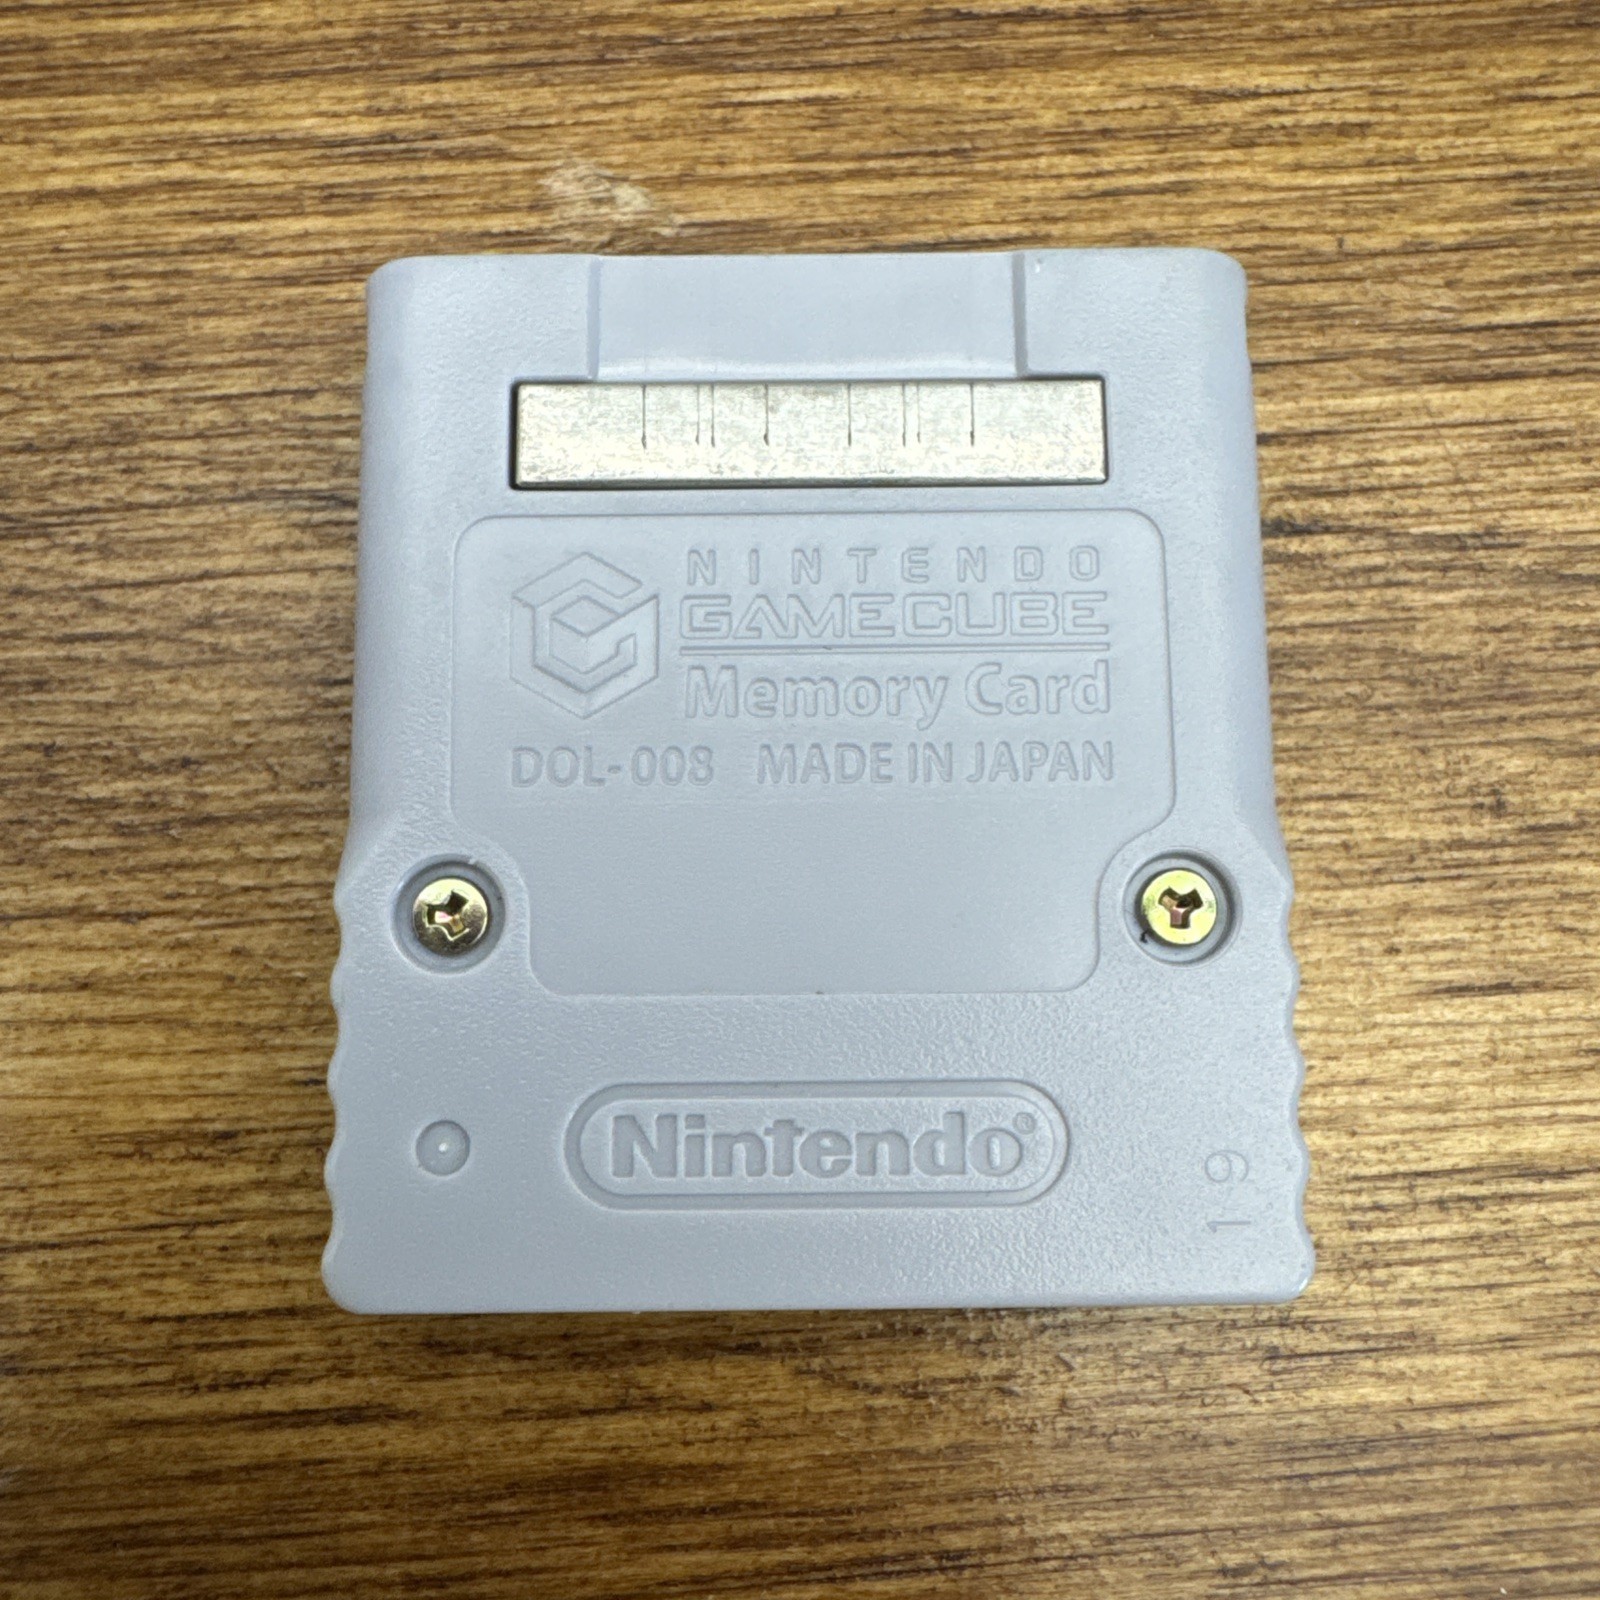 NINTENDO
GAMECUBE
Memory Card
DOL-008 MADE IN JAPAN
Nintendo®
19